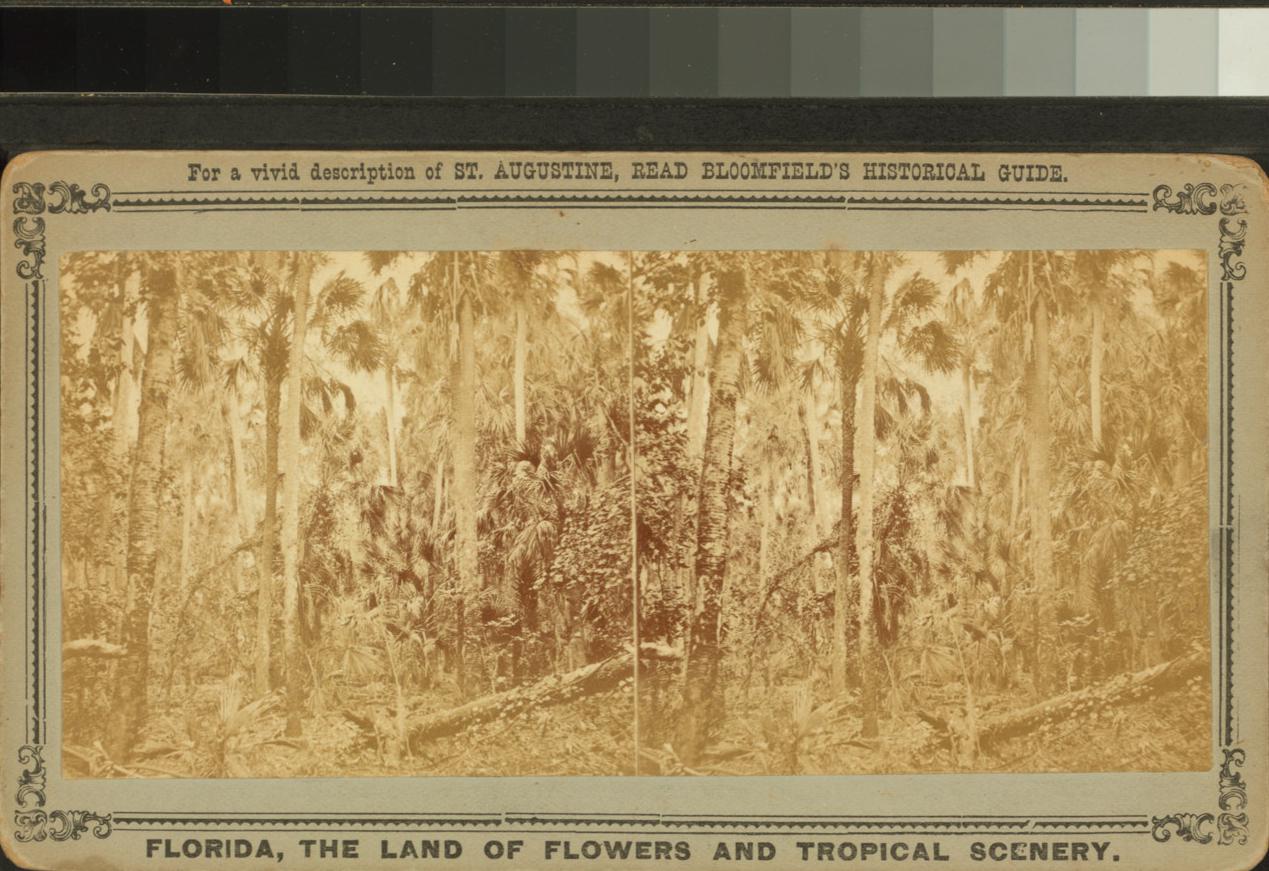 For a vivid description of ST. AUGUSTINE, READ BLOOMFIELD'S HISTORICAL GUIDE.
FLORIDA, THE LAND OF FLOWERS AND TROPICAL SCENERY.